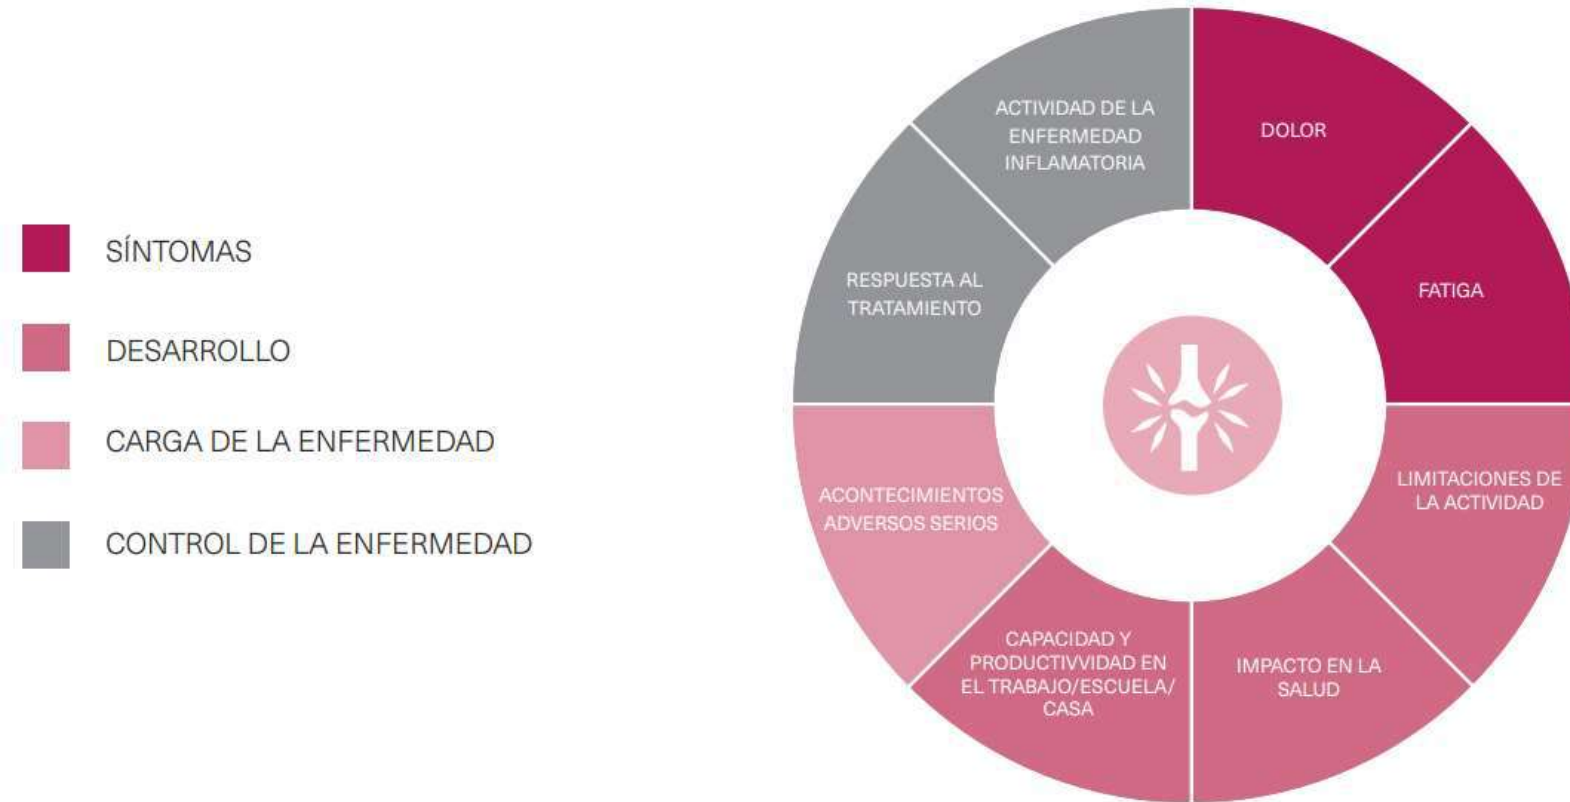 SÍNTOMAS
DESARROLLO
CARGA DE LA ENFERMEDAD
CONTROL DE LA ENFERMEDAD
ACTIVIDAD DE LA
ENFERMEDAD
INFLAMATORIA
DOLOR
FATIGA
LIMITACIONES DE
LA ACTIVIDAD
IMPACTO EN LA
SALUD
CAPACIDAD Y
PRODUCTIVVIDAD EN
EL TRABAJO/ESCUELA/
CASA
ACONTECIMIENTOS
ADVERSOS SERIOS
RESPUESTA AL
TRATAMIENTO